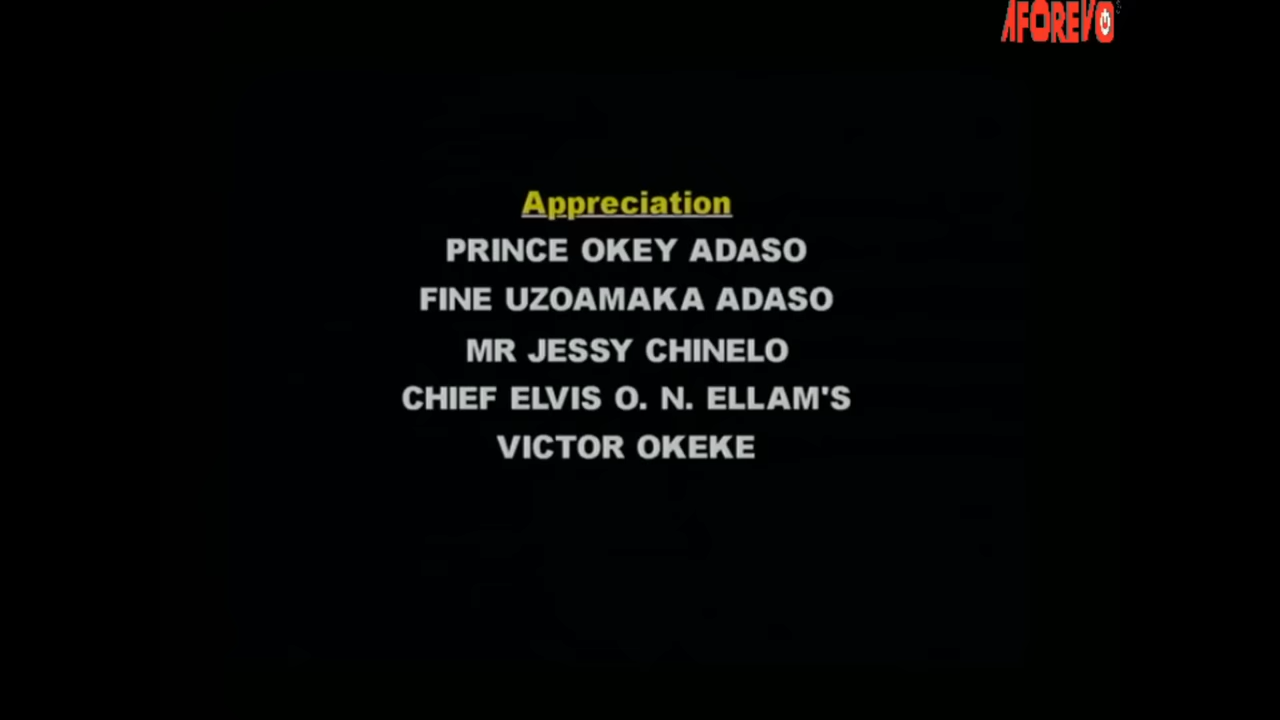 AFOREVO
Appreciation
PRINCE OKEY ADASO
FINE UZOAMAKA ADASO
MR JESSY CHINELO
CHIEF ELVIS O. N. ELLAM'S
VICTOR OKEKE